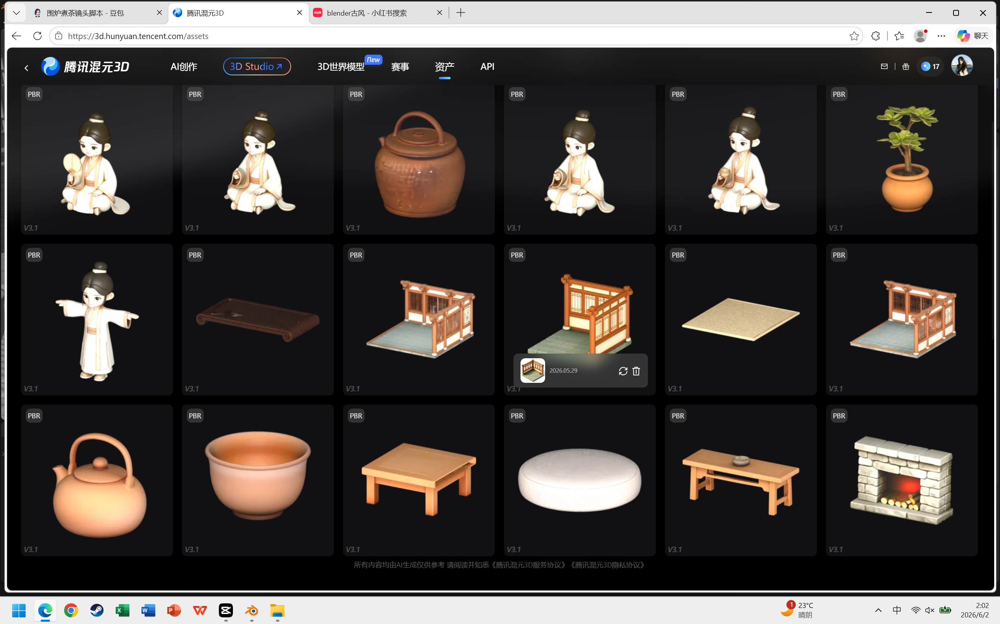 围炉煮茶镜头脚本 - 豆包
腾讯混元3D
小红书
blender古风 - 小红书搜索
https://3d.hunyuan.tencent.com/assets
聊天
腾讯混元3D
AI创作
3D Studio
3D世界模型
New
赛事
资产
API
17
PBR PBR PBR PBR PBR PBR
V3.1 V3.1 V3.1 V3.1 V3.1 V3.1
PBR PBR PBR PBR PBR PBR
2026.05.29
V3.1 V3.1 V3.1 V3.1 V3.1 V3.1
PBR PBR PBR PBR PBR PBR
V3.1 V3.1 V3.1 V3.1 V3.1 V3.1
所有内容均由AI生成仅供参考 请阅读并知悉《腾讯混元3D服务协议》《腾讯混元3D隐私协议》
1
23°C
晴朗
中
2:02
2026/6/2